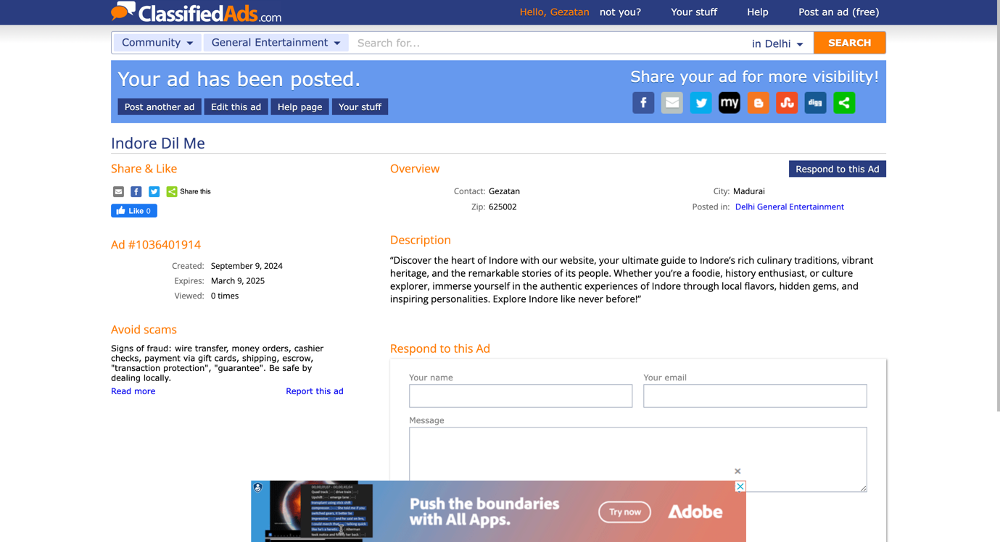 ClassifiedAds.com
Hello, Gezatan not you? Your stuff Help Post an ad (free)
Community General Entertainment Search for... in Delhi SEARCH
Your ad has been posted.
Share your ad for more visibility!
Post another ad Edit this ad Help page Your stuff
my digg
Indore Dil Me
Share & Like
Share this
Like 0
Ad #1036401914
Created: September 9, 2024
Expires: March 9, 2025
Viewed: 0 times
Avoid scams
Signs of fraud: wire transfer, money orders, cashier
checks, payment via gift cards, shipping, escrow,
"transaction protection", "guarantee". Be safe by
dealing locally.
Read more Report this ad
Overview
Respond to this Ad
Contact: Gezatan City: Madurai
Zip: 625002 Posted in: Delhi General Entertainment
Description
“Discover the heart of Indore with our website, your ultimate guide to Indore’s rich culinary traditions, vibrant
heritage, and the remarkable stories of its people. Whether you’re a foodie, history enthusiast, or culture
explorer, immerse yourself in the authentic experiences of Indore through local flavors, hidden gems, and
inspiring personalities. Explore Indore like never before!”
Respond to this Ad
Your name Your email
Message
Push the boundaries
with All Apps.
Try now
Adobe